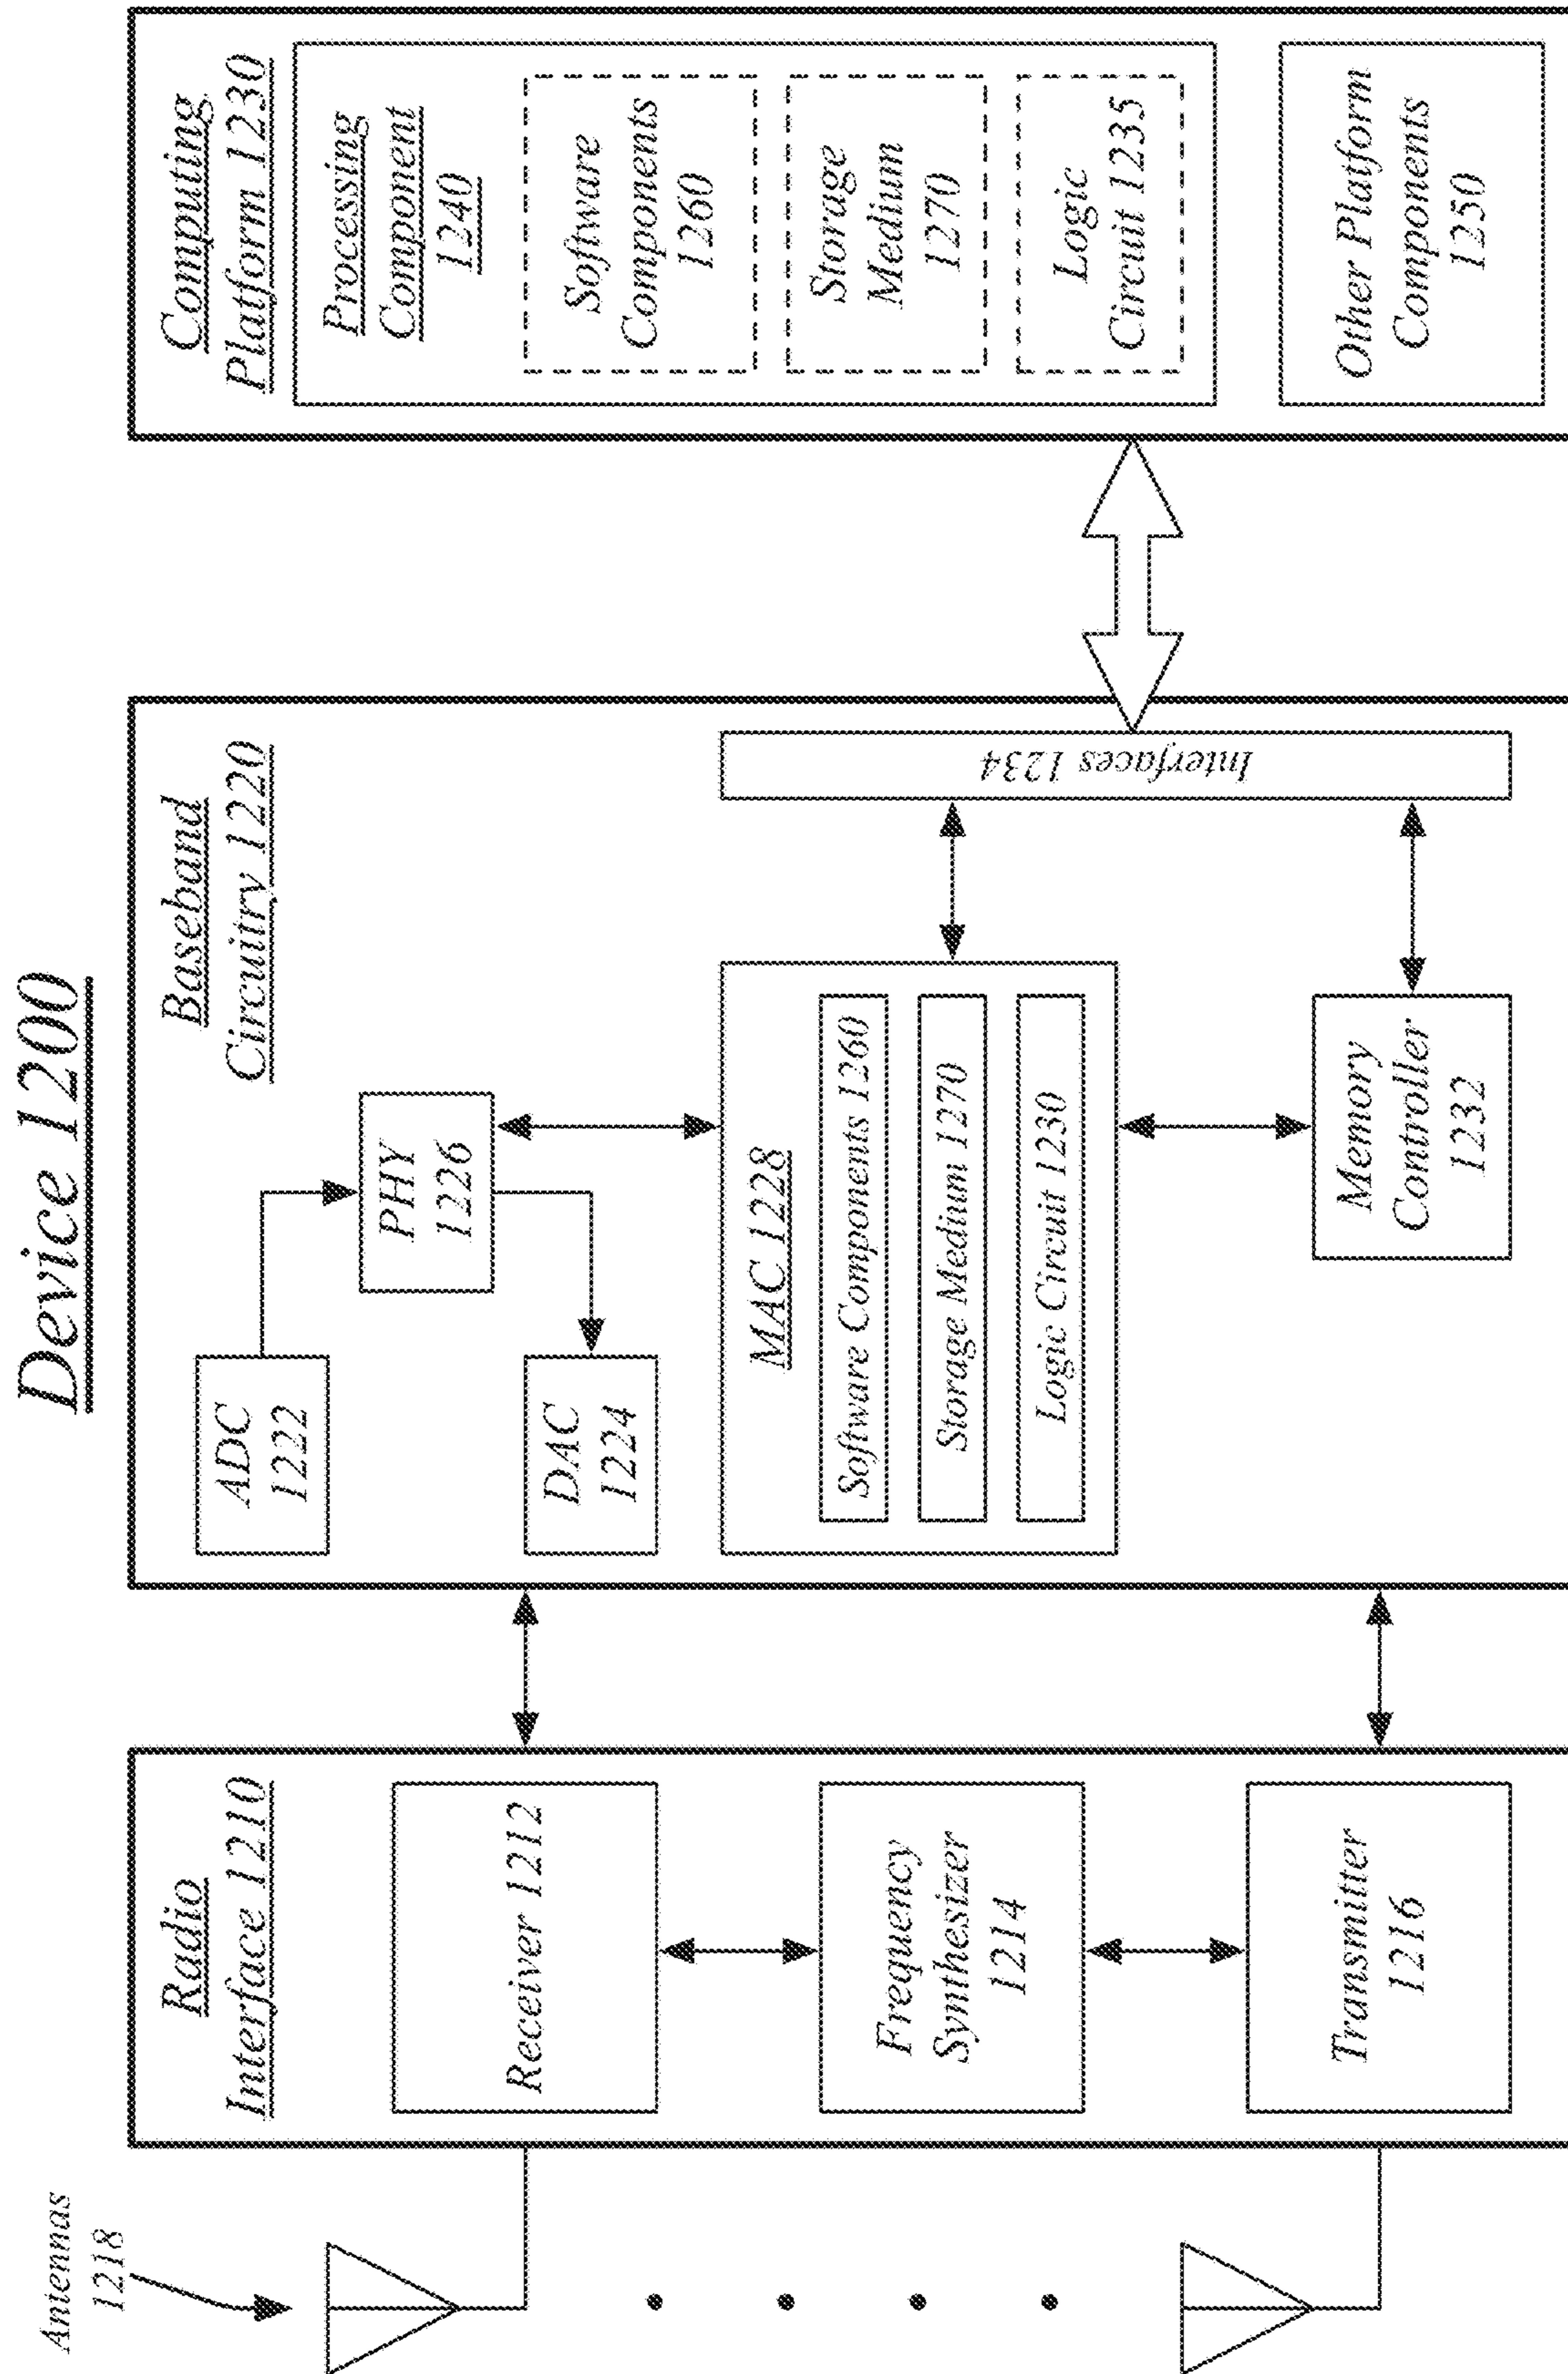 Device 1200
Antennas
1218
Radio
Interface 1210
Receiver 1212
Frequency
Synthesizer
1214
Transmitter
1216
Baseband
Circuitry 1220
ADC
1222
PHY
1226
DAC
1224
MAC 1228
Software Components 1260
Storage Medium 1270
Logic Circuit 1230
Memory
Controller
1232
Interfaces 1234
Computing
Platform 1230
Processing
Component
1240
Software
Components
1260
Storage
Medium
1270
Logic
Circuit 1235
Other Platform
Components
1250